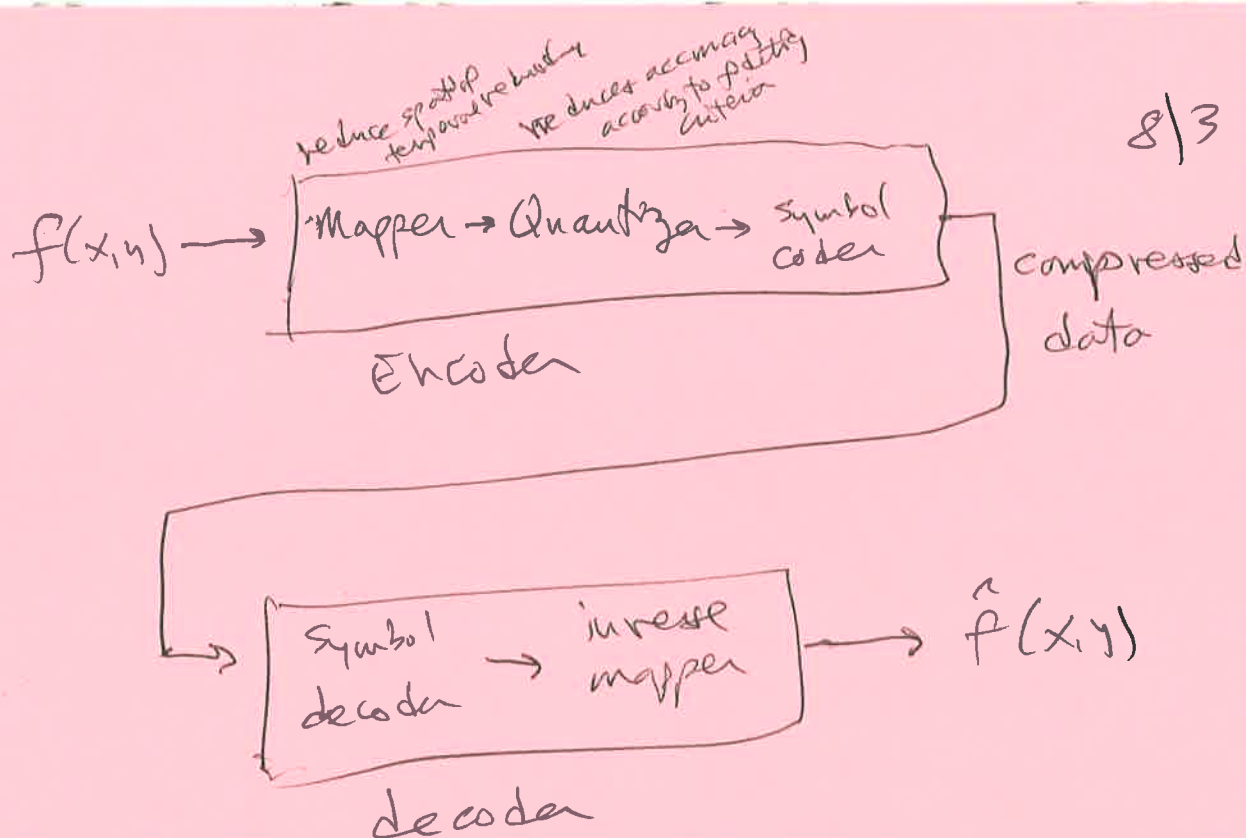 reduce spatial
temporal redundancy
reduces accuracy
according to fidelity
criteria
8/3
f(x,y) → Mapper → Quantizer → symbol
coder
compressed
data
Encoder
symbol
decoder
→ inverse
mapper
→ f̂(x,y)
decoder